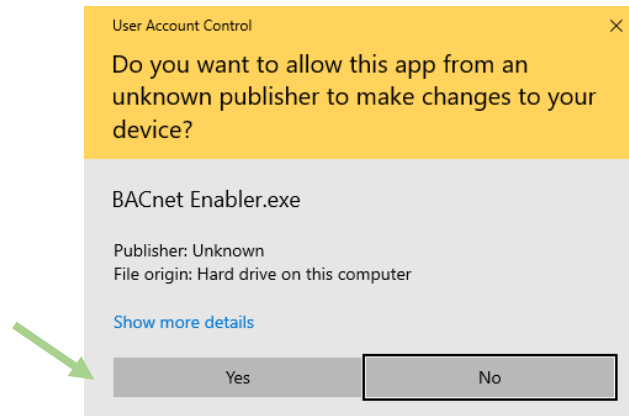 User Account Control
Do you want to allow this app from an
unknown publisher to make changes to your
device?
BACnet Enabler.exe
Publisher: Unknown
File origin: Hard drive on this computer
Show more details
Yes
No